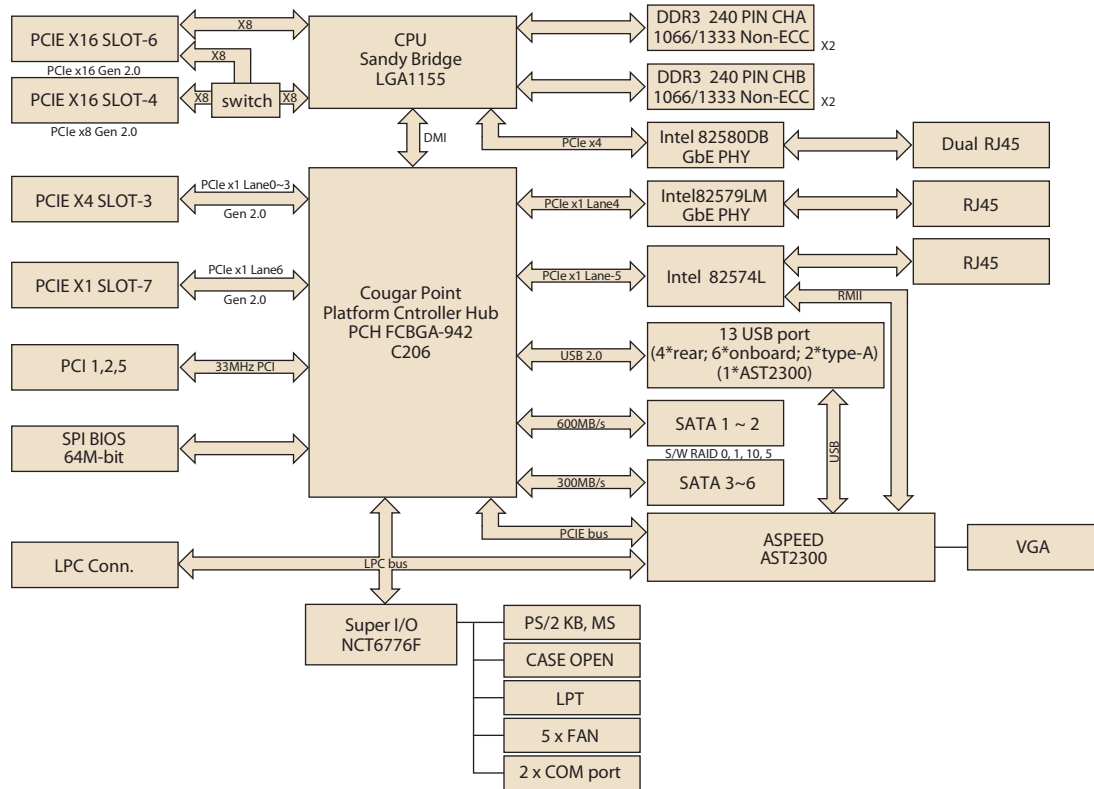 PCIE X16 SLOT-6
PCIe x16 Gen 2.0
X8
X8
PCIE X16 SLOT-4
PCIe x8 Gen 2.0
X8
switch
X8
CPU
Sandy Bridge
LGA1155
DDR3 240 PIN CHA
1066/1333 Non-ECC
X2
DDR3 240 PIN CHB
1066/1333 Non-ECC
X2
DMI
PCIe x4
Intel 82580DB
GbE PHY
Dual RJ45
PCIE X4 SLOT-3
PCIe x1 Lane0~3
Gen 2.0
PCIe x1 Lane4
Intel82579LM
GbE PHY
RJ45
PCIE X1 SLOT-7
PCIe x1 Lane6
Gen 2.0
Cougar Point
Platform Cntroller Hub
PCH FCBGA-942
C206
PCIe x1 Lane-5
Intel 82574L
RJ45
RMII
PCI 1,2,5
33MHz PCI
USB 2.0
13 USB port
(4*rear; 6*onboard; 2*type-A)
(1*AST2300)
SPI BIOS
64M-bit
600MB/s
SATA 1 ~ 2
S/W RAID 0, 1, 10, 5
300MB/s
SATA 3~6
USB
PCIE bus
ASPEED
AST2300
VGA
LPC Conn.
LPC bus
Super I/O
NCT6776F
PS/2 KB, MS
CASE OPEN
LPT
5 x FAN
2 x COM port